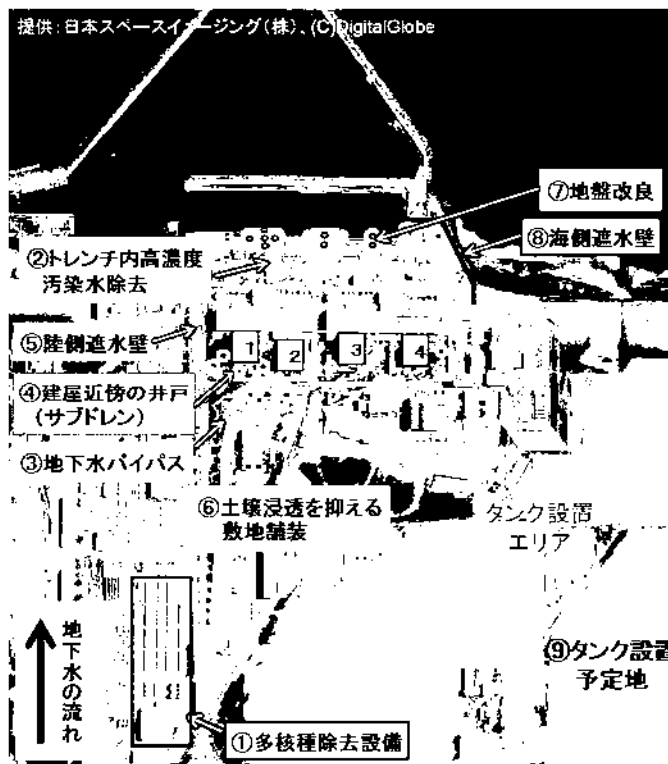 提供:日本スペースイメージング(株)、(C)DigitalGlobe
⑦地盤改良
⑧海側遮水壁
②トレンチ内高濃度
汚染水除去
⑤陸側遮水壁
1
2
3
4
④建屋近傍の井戸
(サブドレン)
③地下水バイパス
⑥土壌浸透を抑える
敷地舗装
タンク設置
エリア
地下水の流れ
⑨タンク設置
予定地
①多核種除去設備